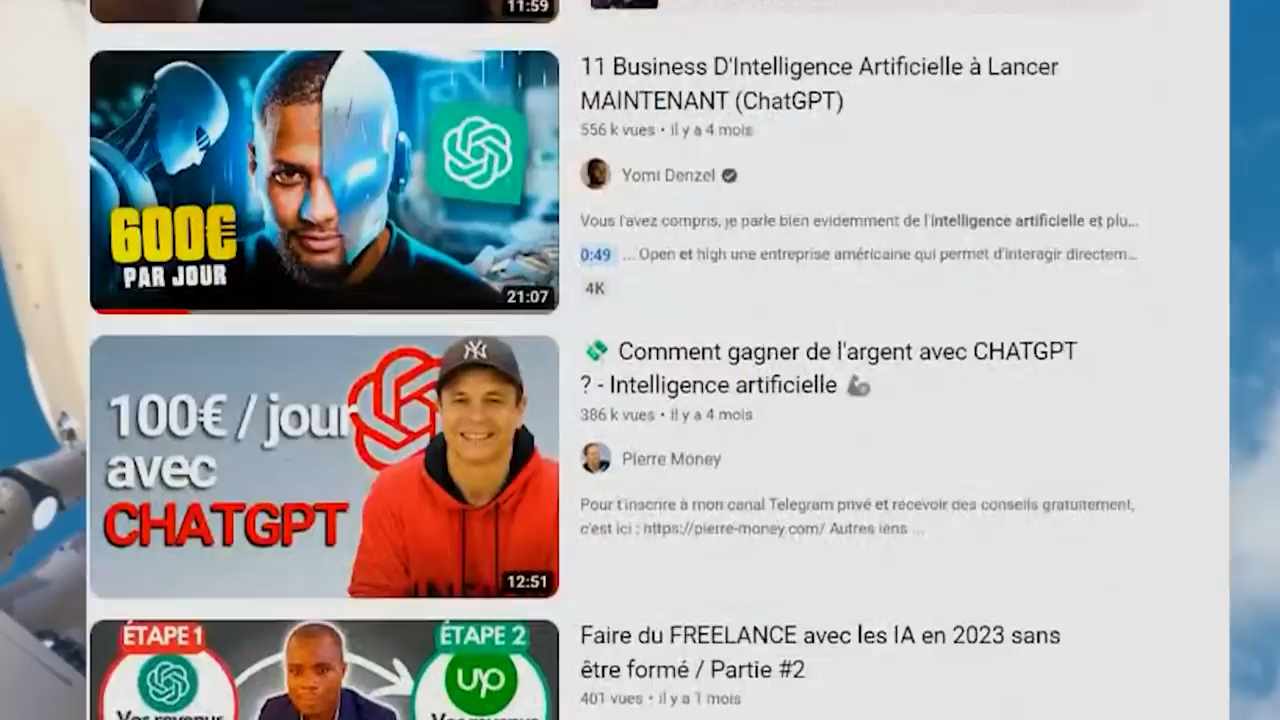 11:59
600€
PAR JOUR
21:07
11 Business D'Intelligence Artificielle à Lancer
MAINTENANT (ChatGPT)
556 k vues • il y a 4 mois
Yomi Denzel
Vous l'avez compris, je parle bien evidemment de l'intelligence artificielle et plu...
0:49 ... Open et high une entreprise américaine qui permet d'interagir directem...
4K
100€ / jour
avec
CHATGPT
12:51
Comment gagner de l'argent avec CHATGPT
? - Intelligence artificielle
386 k vues • il y a 4 mois
Pierre Money
Pour t'inscrire à mon canal Telegram privé et recevoir des conseils gratuitement,
c'est ici : https://pierre-money.com/ Autres iens ...
ÉTAPE 1
ÉTAPE 2
up
Faire du FREELANCE avec les IA en 2023 sans
être formé / Partie #2
401 vues • il y a 1 mois